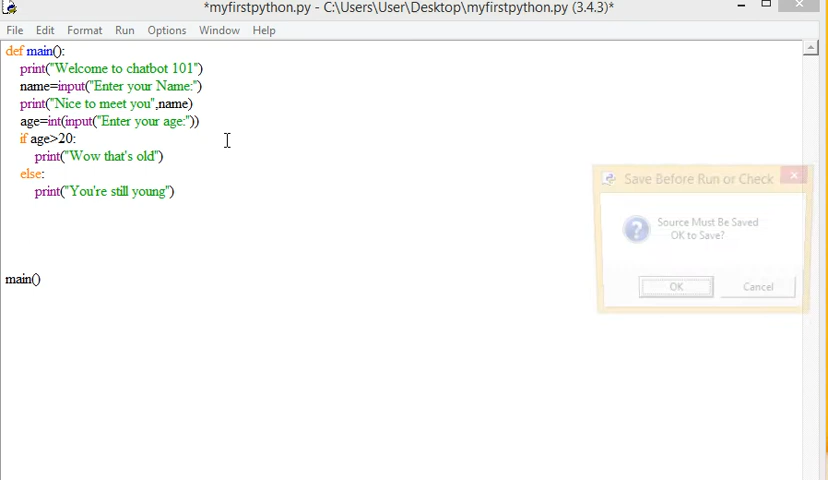 *myfirstpython.py - C:\Users\User\Desktop\myfirstpython.py (3.4.3)*
File Edit Format Run Options Window Help
def main():
print("Welcome to chatbot 101")
name=input("Enter your Name:")
print("Nice to meet you",name)
age=int(input("Enter your age:"))
if age>20:
print("Wow that's old")
else:
print("You're still young")
main()
Save Before Run or Check
Source Must Be Saved
OK to Save?
OK Cancel